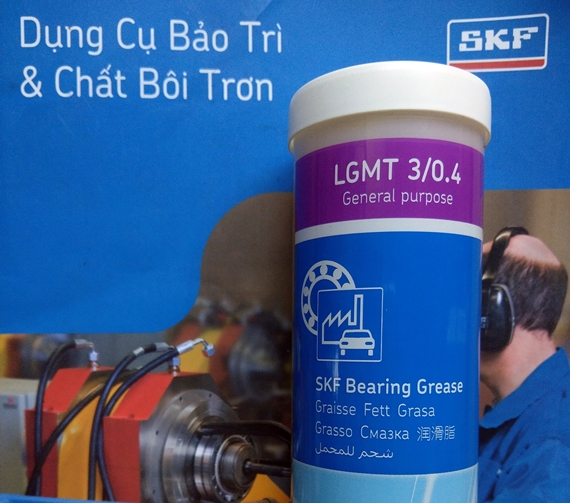 Dụng Cụ Bảo Trì
& Chất Bôi Trơn
SKF
LGMT 3/0.4
General purpose
SKF Bearing Grease
Graisse Fett Grasa
Grasso Смазка 润滑脂
شحم للمحمل